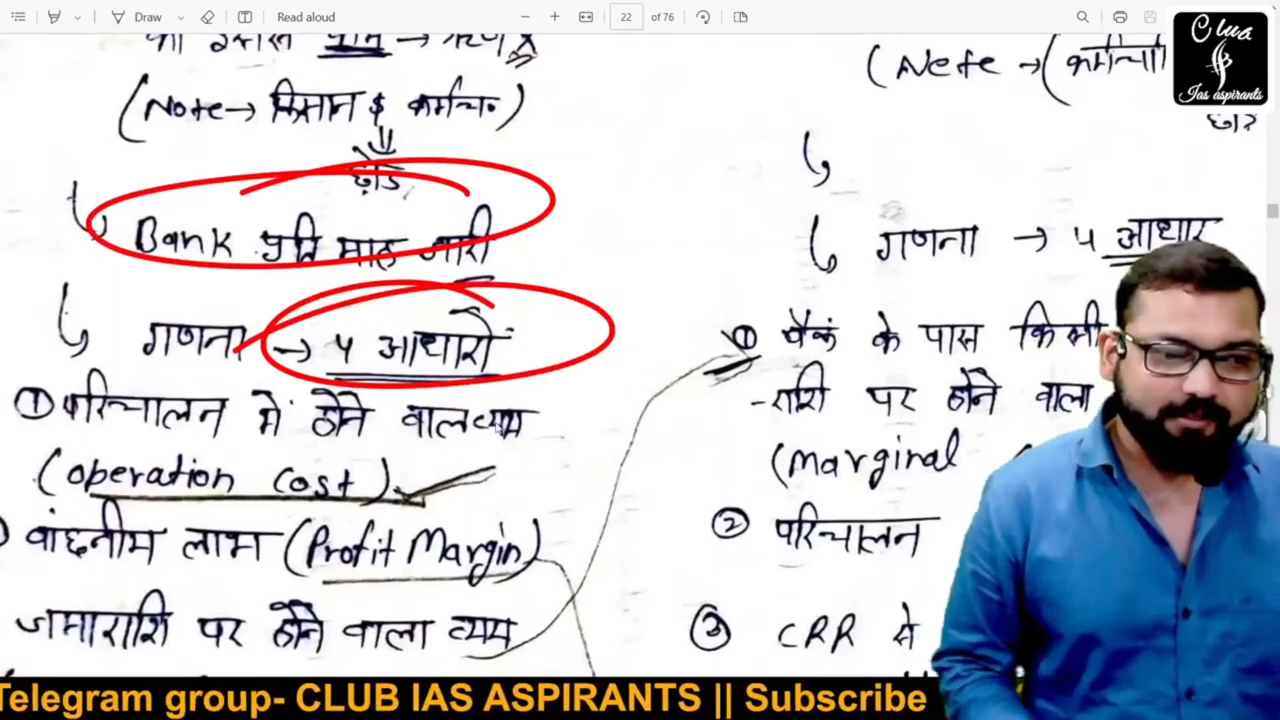 Draw
Read aloud
22
of 76
(Note→ किसान & कर्मचा०)
छोड
Bank प्रति माह जारी
गणना → 4 आधारों
① परिचालन में होने वाल व्यय
(operation Cost)
वांछनीय लाभ (Profit Margin)
जमाराशि पर होने वाला व्यय
(Note →(कर्मचा
छो?
गणना → 4 आधार
① बैंकं के पास किसी
राशि पर होने वाला
(Marginal
② परिचालन
③ CRR से
Clua
Ias aspirants
Telegram group- CLUB IAS ASPIRANTS || Subscribe